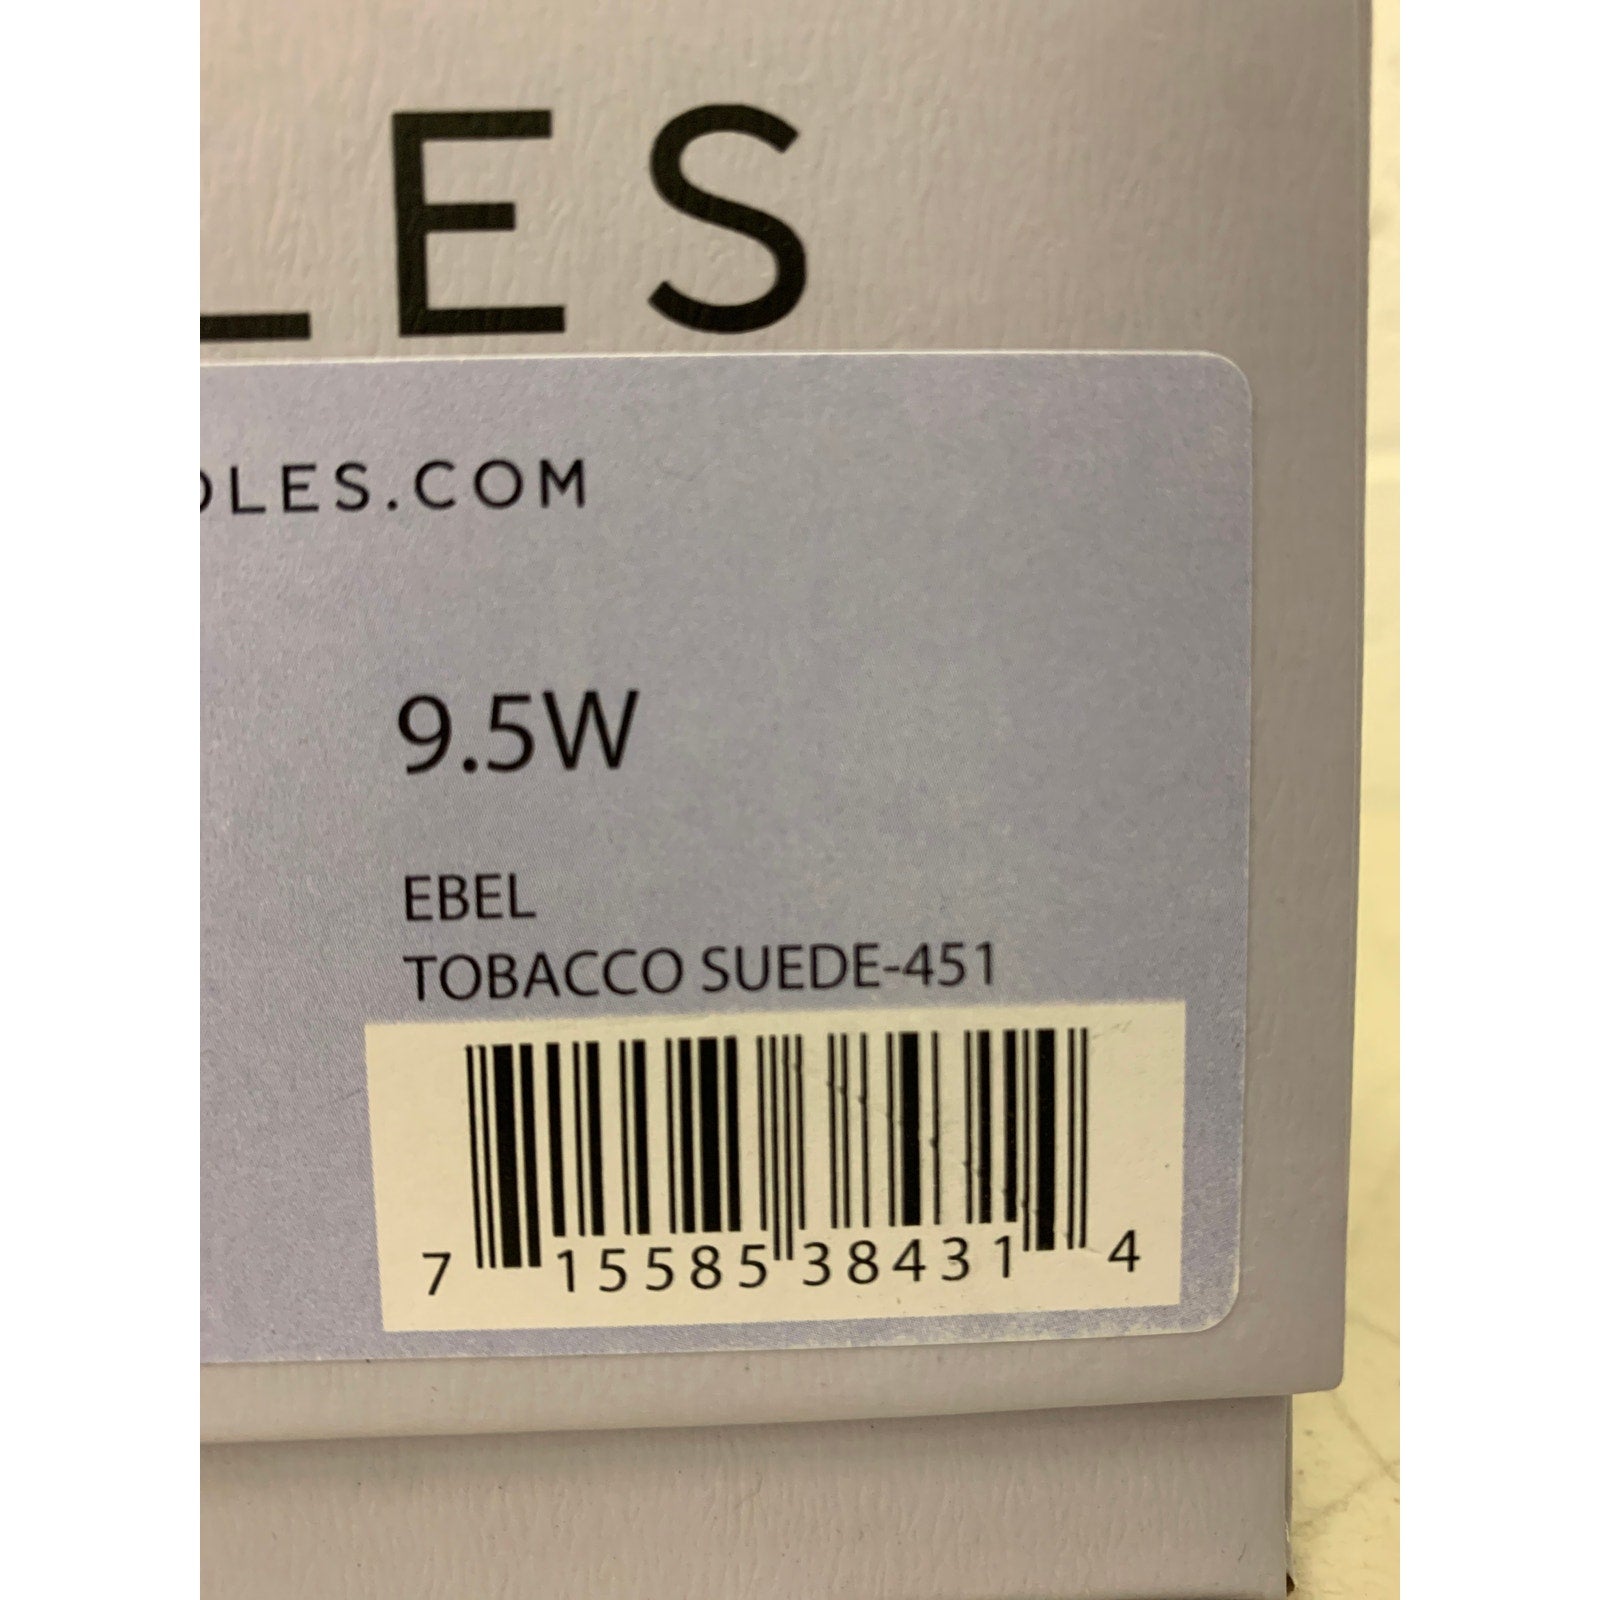 LES
OLES.COM
9.5W
EBEL
TOBACCO SUEDE-451
7 15585 38431 4